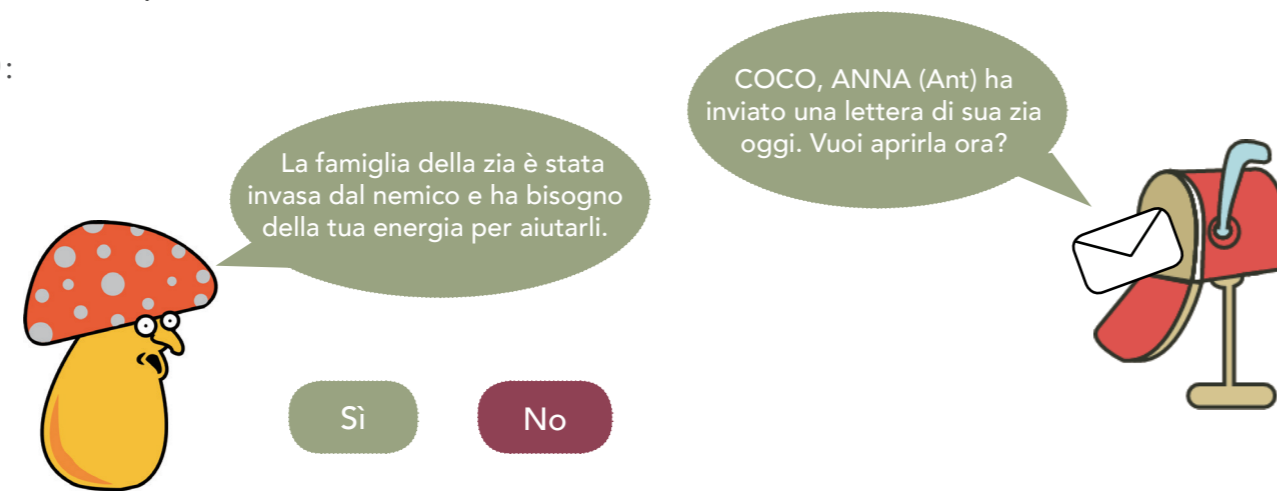 :
COCO, ANNA (Ant) ha
inviato una lettera di sua zia
oggi. Vuoi aprirla ora?
La famiglia della zia è stata
invasa dal nemico e ha bisogno
della tua energia per aiutarli.
Sì
No